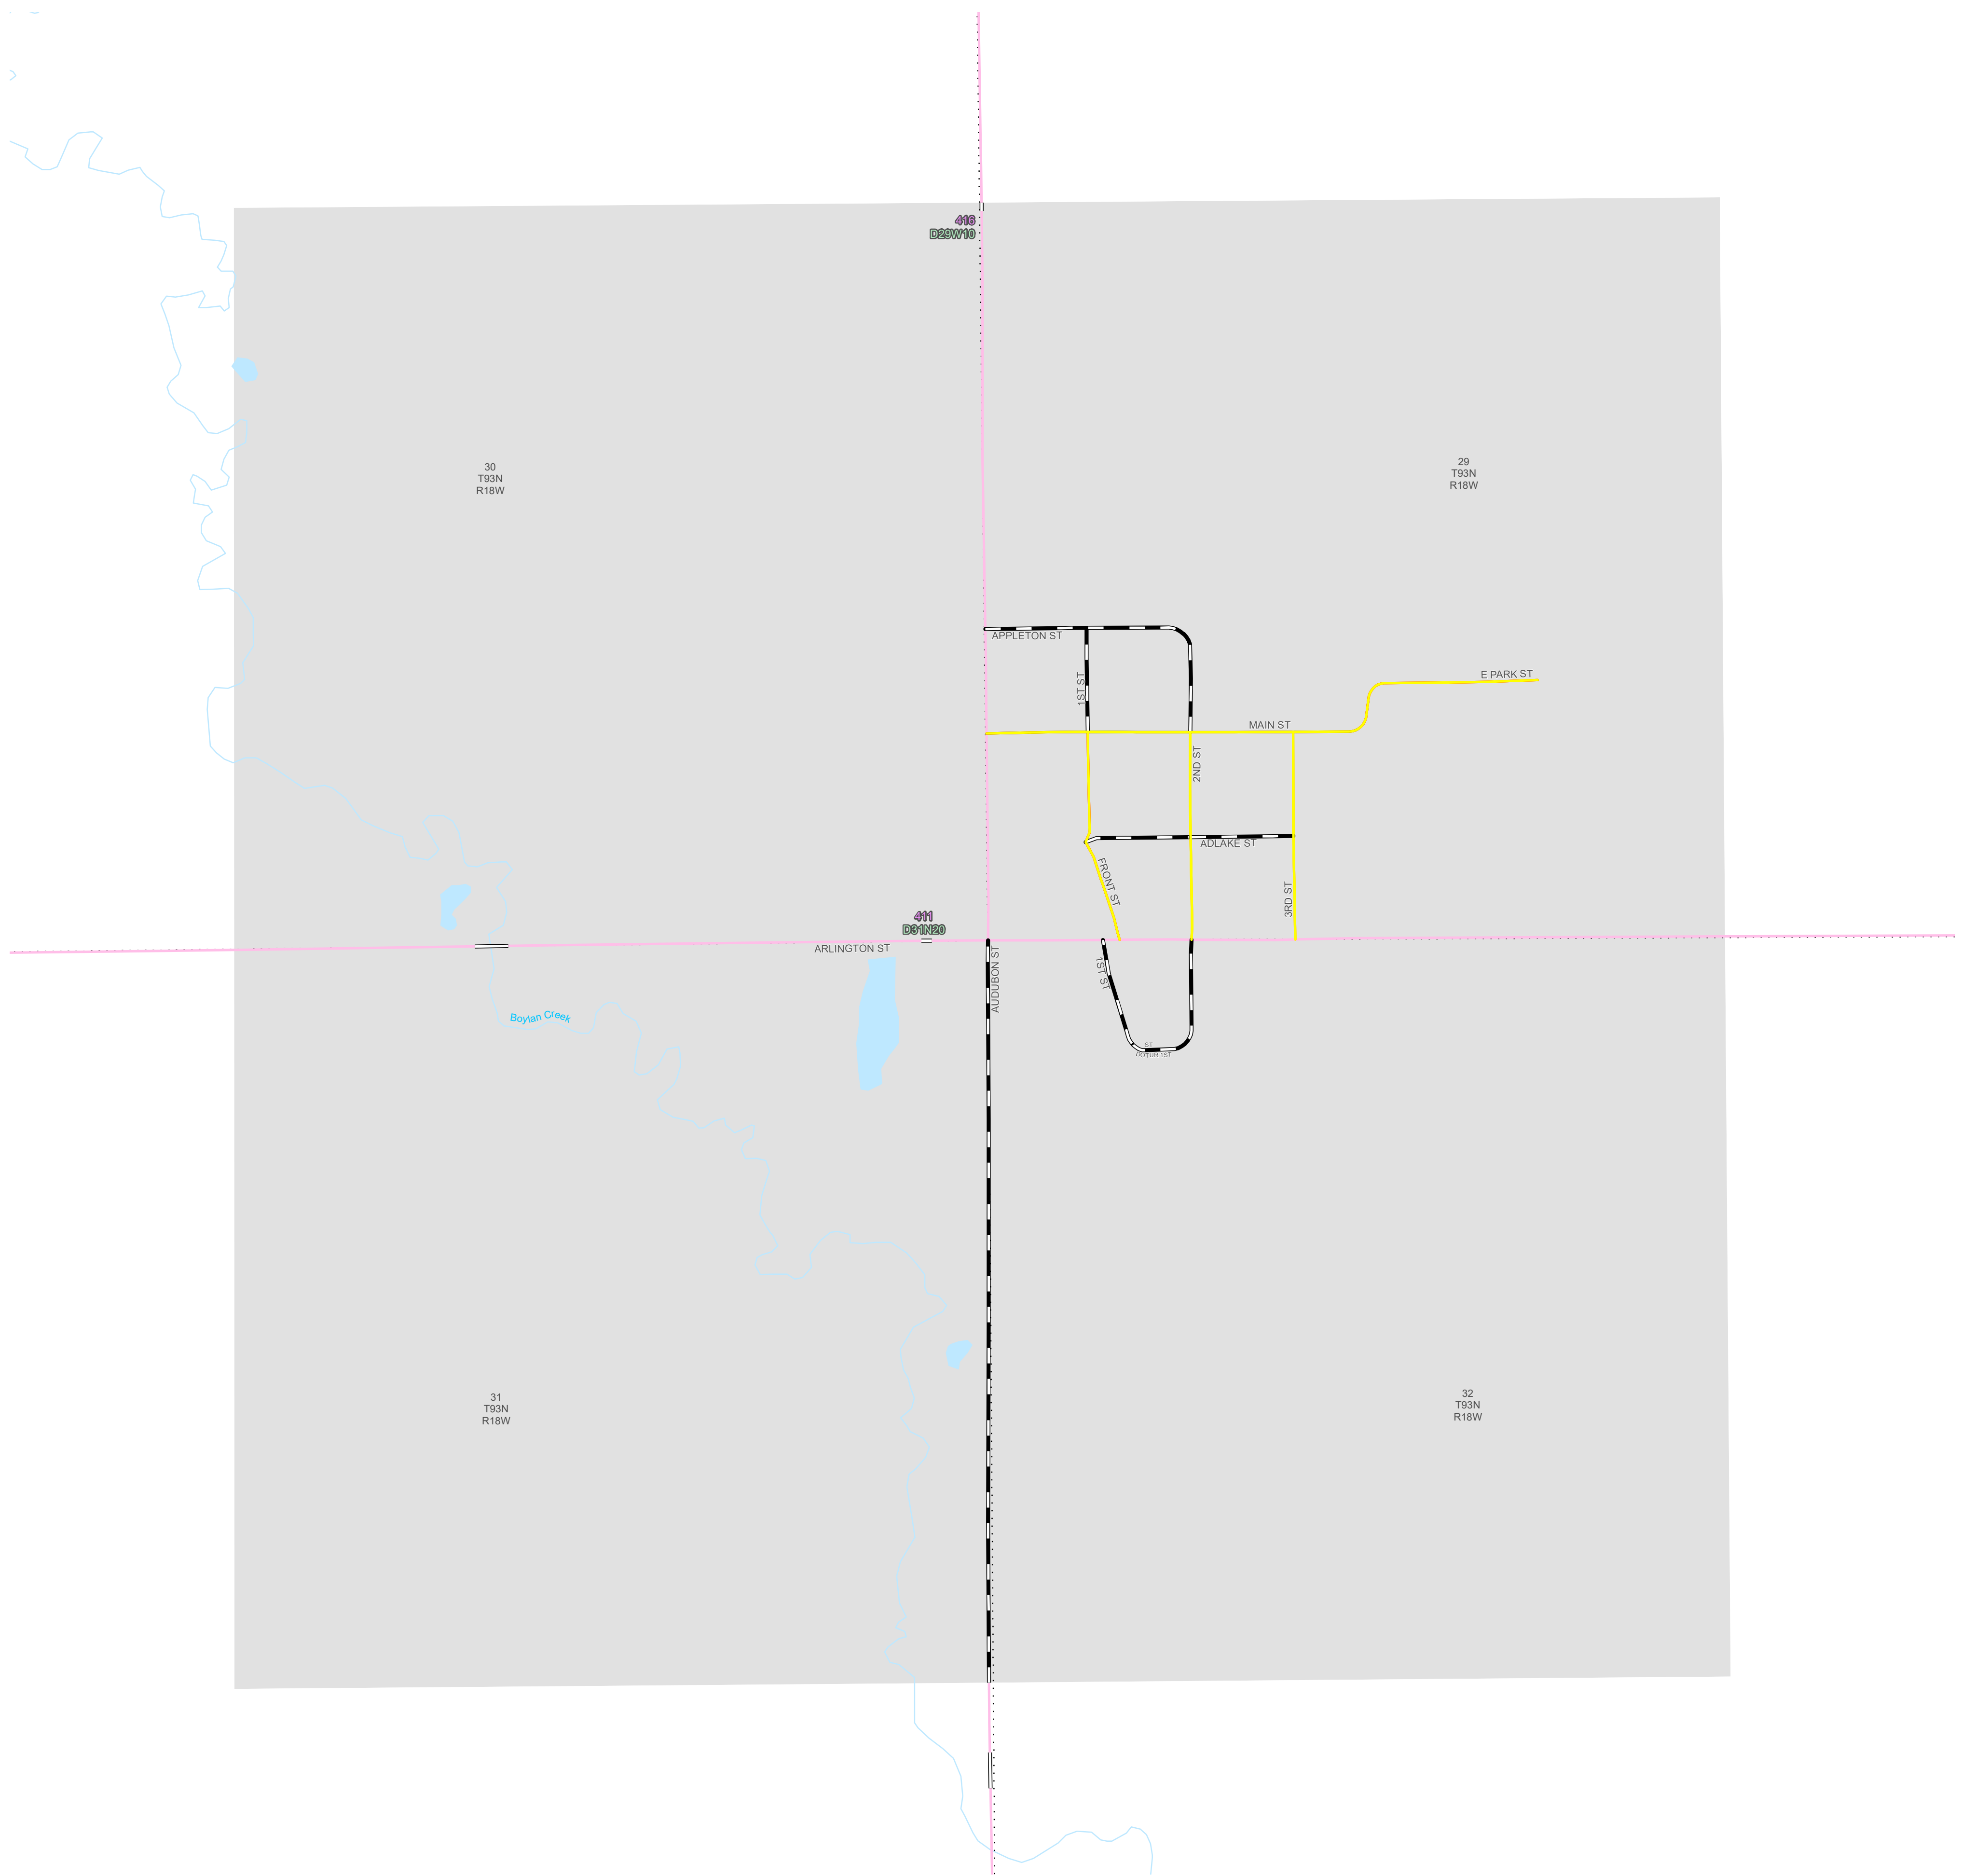 416
D29W10
29
T93N
R18W
30
T93N
R18W
APPLETON ST
1ST ST
E PARK ST
MAIN ST
2ND ST
ADLAKE ST
FRONT ST
3RD ST
411
D31N20
ARLINGTON ST
AUDUBON ST
1ST ST
Boylan Creek
ST
DOTUR 1ST
31
T93N
R18W
32
T93N
R18W